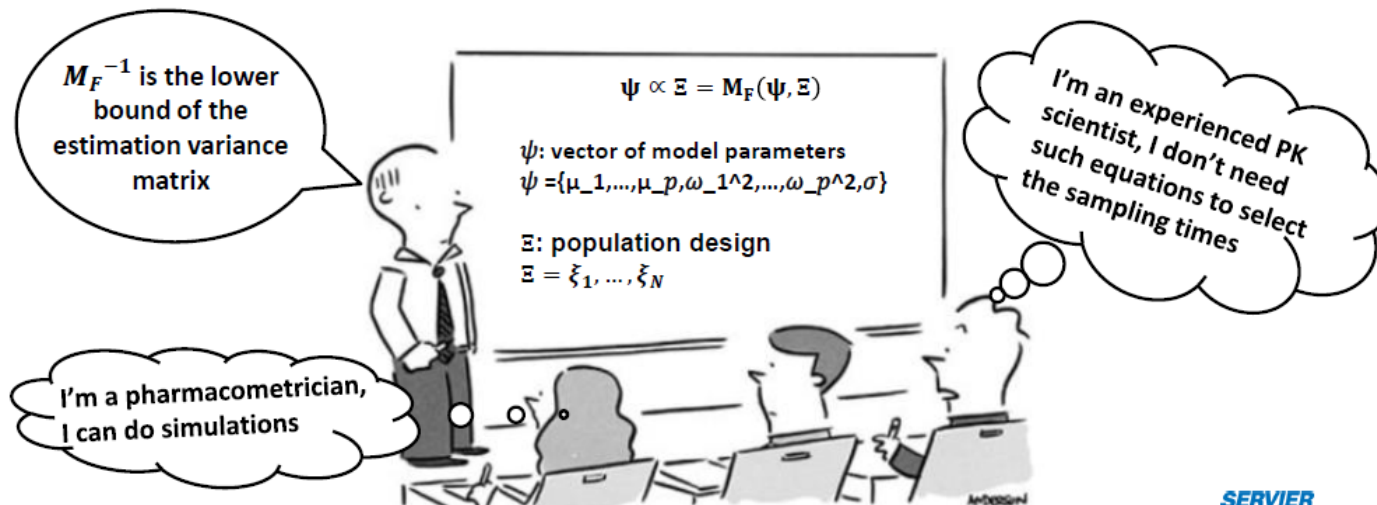 M_F^{-1} is the lower
bound of the
estimation variance
matrix
ψ ∝ Ξ = M_F(ψ, Ξ)
ψ: vector of model parameters
ψ ={μ_1,...,μ_p,ω_1^2,...,ω_p^2,σ}
Ξ: population design
Ξ = ξ₁, ... , ξ_N
I'm an experienced PK
scientist, I don't need
such equations to select
the sampling times
I'm a pharmacometrician,
I can do simulations
ANDERSON
SERVIER